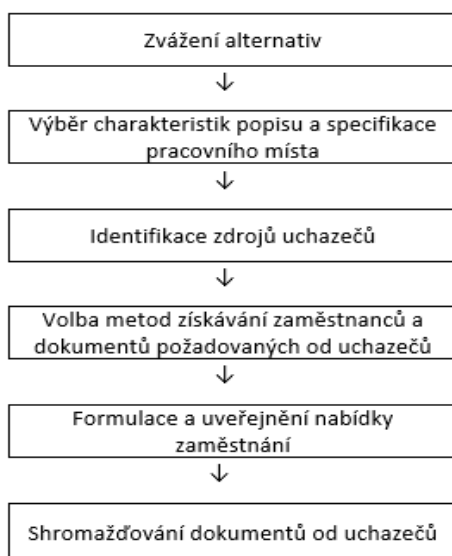 Zvážení alternativ
↓
Výběr charakteristik popisu a specifikace
pracovního místa
↓
Identifikace zdrojů uchazečů
↓
Volba metod získávání zaměstnanců a
dokumentů požadovaných od uchazečů
↓
Formulace a uveřejnění nabídky
zaměstnání
↓
Shromažďování dokumentů od uchazečů